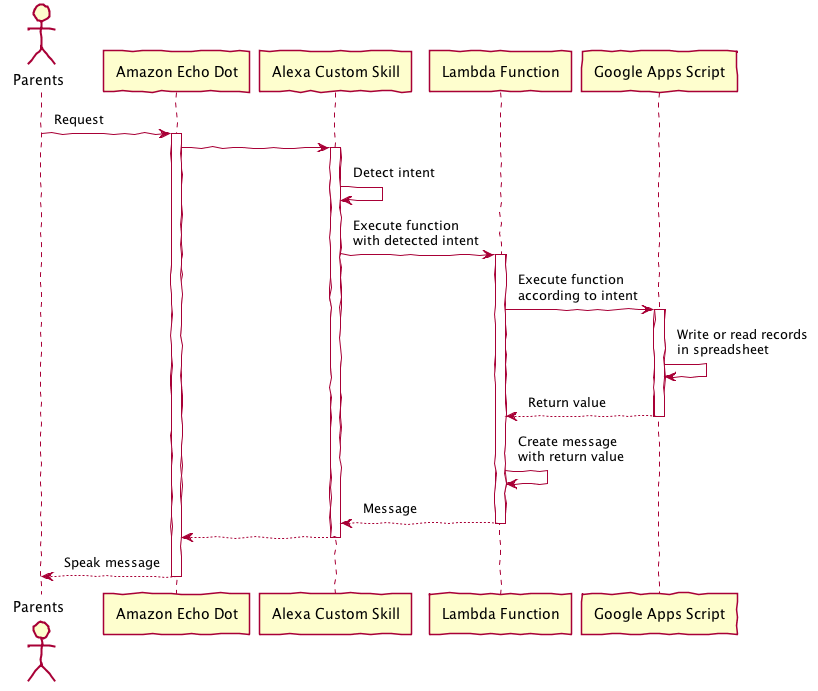 Parents
Amazon Echo Dot
Alexa Custom Skill
Lambda Function
Google Apps Script
Request
Detect intent
Execute function
with detected intent
Execute function
according to intent
Write or read records
in spreadsheet
Return value
Create message
with return value
Message
Speak message
Parents
Amazon Echo Dot
Alexa Custom Skill
Lambda Function
Google Apps Script